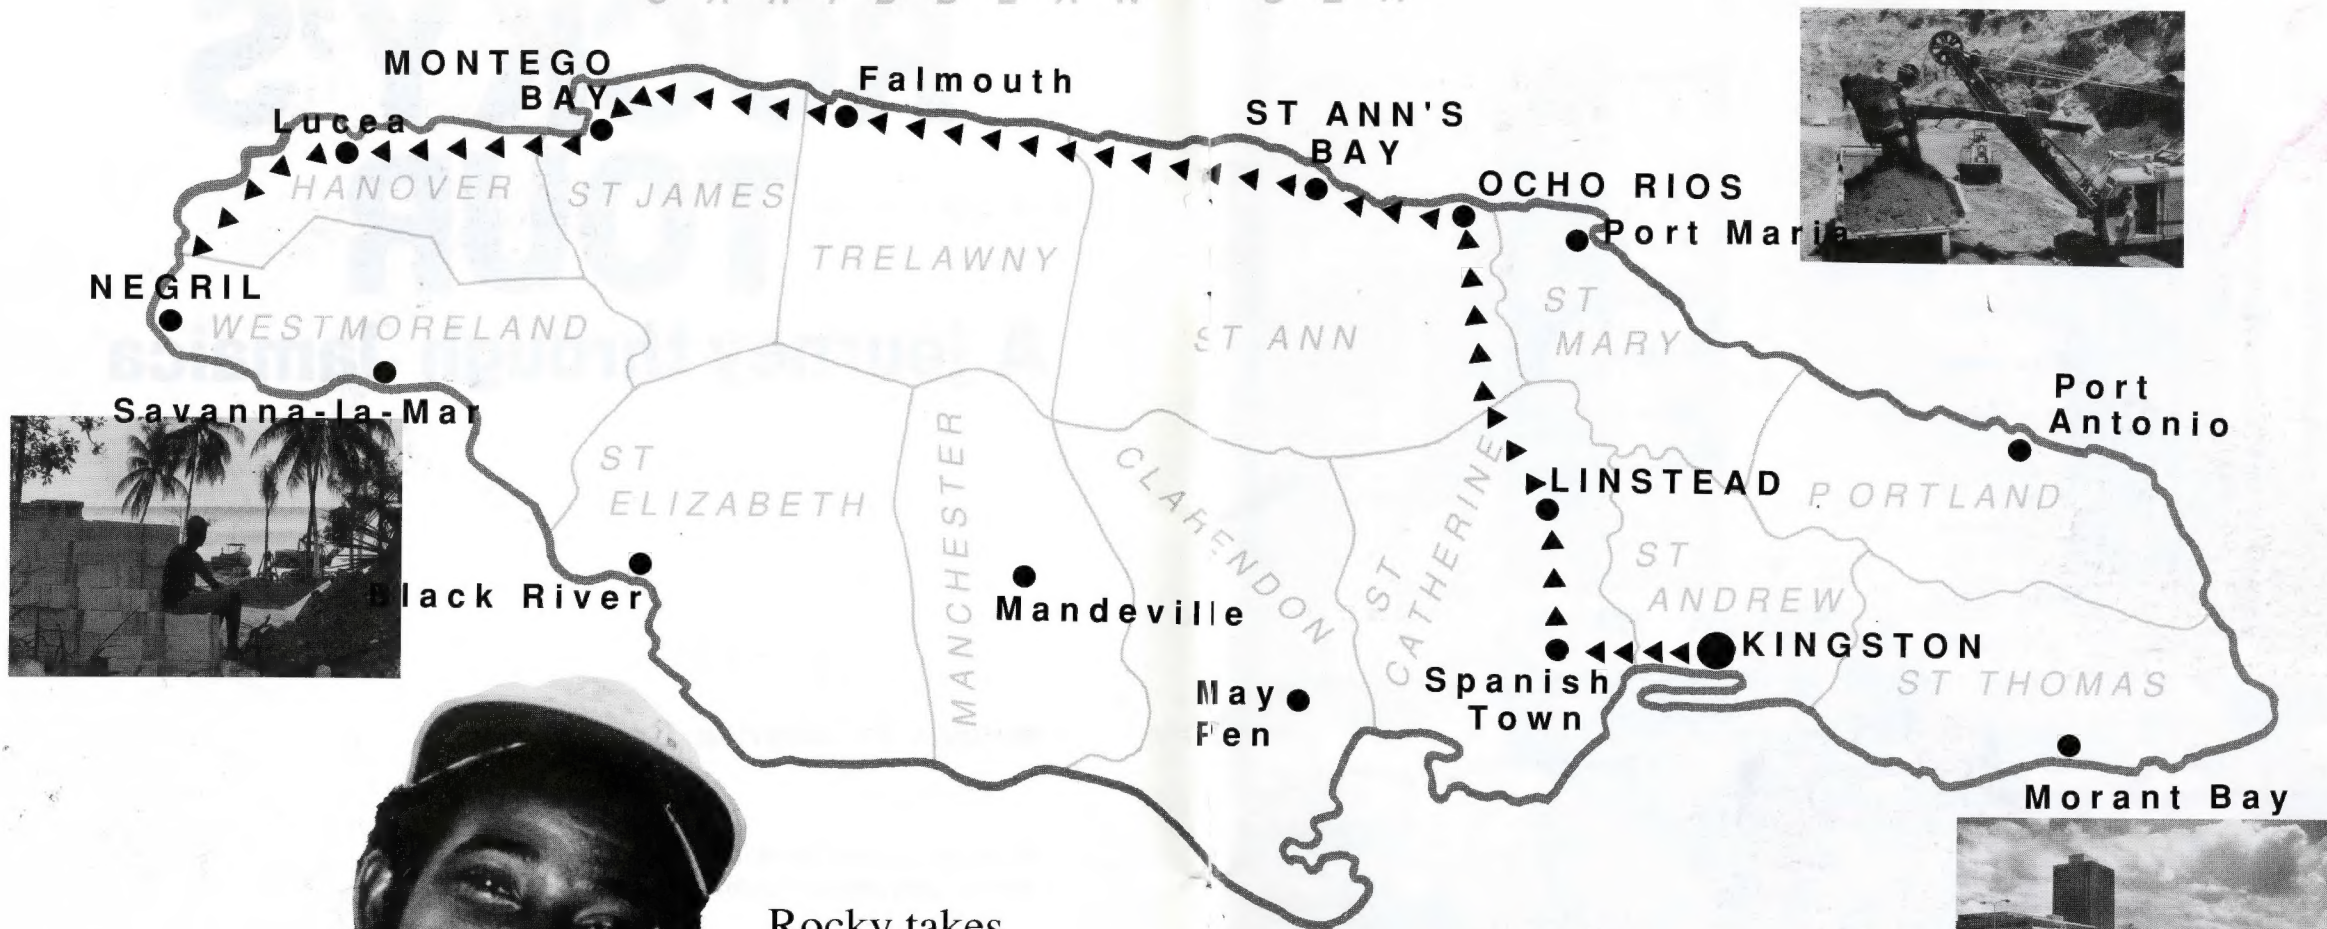 CARIBBEAN SEA
MONTEGO
BAY
Falmouth
Lucea
ST ANN'S
BAY
OCHO RIOS
Port Maria
HANOVER
ST JAMES
TRELAWNY
NEGRIL
WESTMORELAND
ST ANN
ST
MARY
Savanna-la-Mar
Port
Antonio
ST
ELIZABETH
MANCHESTER
CLARENDON
ST
CATHERINE
LINSTEAD
PORTLAND
ST
ANDREW
Black River
Mandeville
KINGSTON
Spanish
Town
May
Pen
ST THOMAS
Morant Bay
Rocky takes